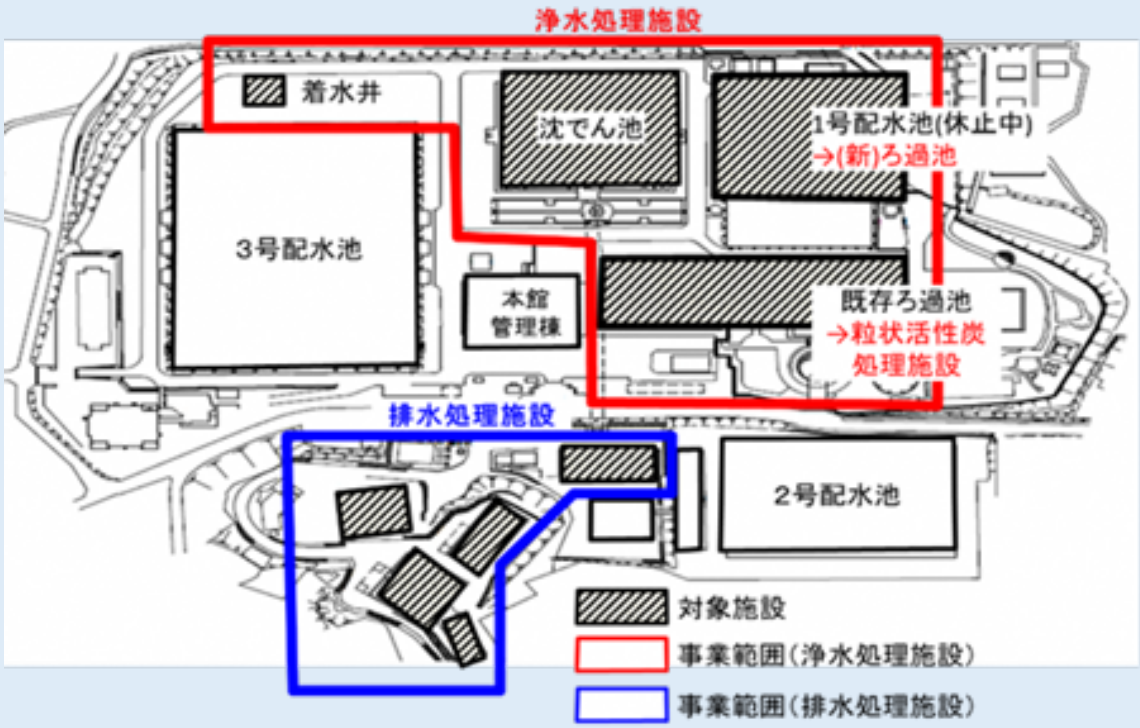 浄水処理施設
着水井
沈でん池
1号配水池(休止中)
→(新)ろ過池
3号配水池
本館
管理棟
既存ろ過池
→粒状活性炭
処理施設
排水処理施設
2号配水池
対象施設
事業範囲(浄水処理施設)
事業範囲(排水処理施設)